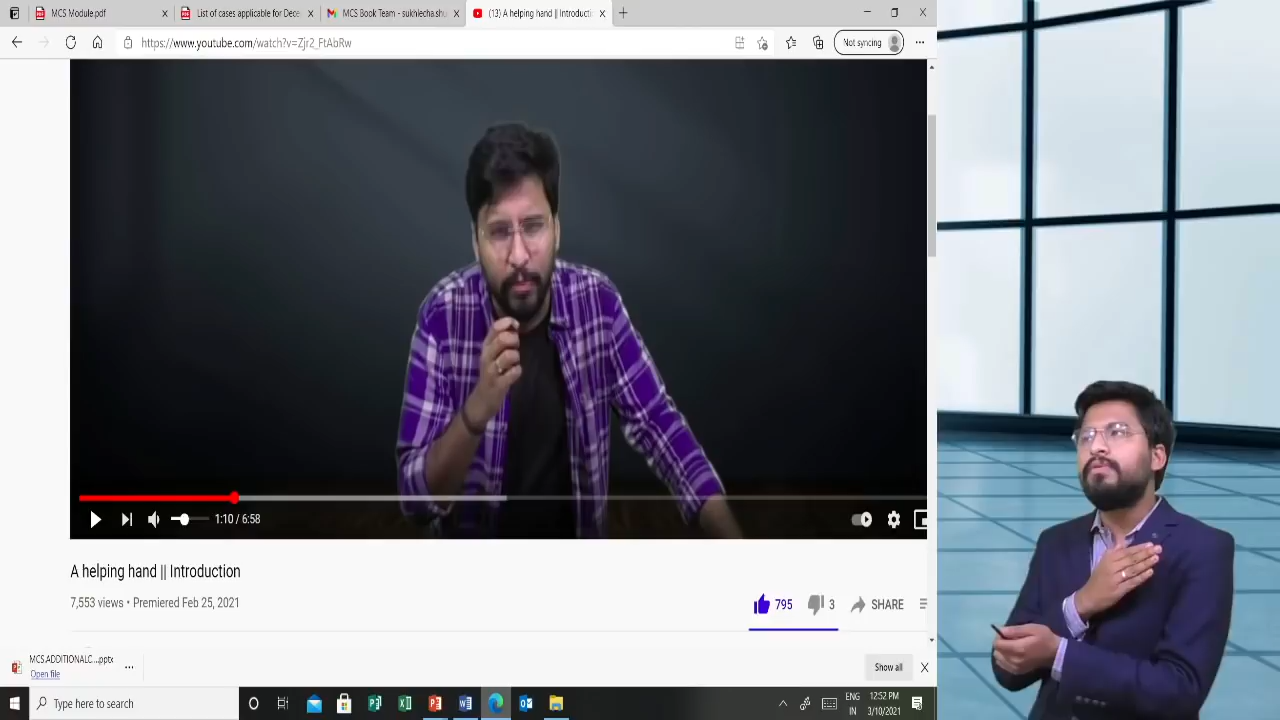 MCS Module.pdf
List of cases applicable for Dece
MCS Book Team - sukhlecha.sh
(13) A helping hand || Introducti
https://www.youtube.com/watch?v=Zjr2_FtAbRw
Not syncing
1:10 / 6:58
A helping hand || Introduction
7,553 views • Premiered Feb 25, 2021
795
3
SHARE
MCS.ADDITIONALC....pptx
Open file
Show all
Type here to search
ENG
IN
12:52 PM
3/10/2021